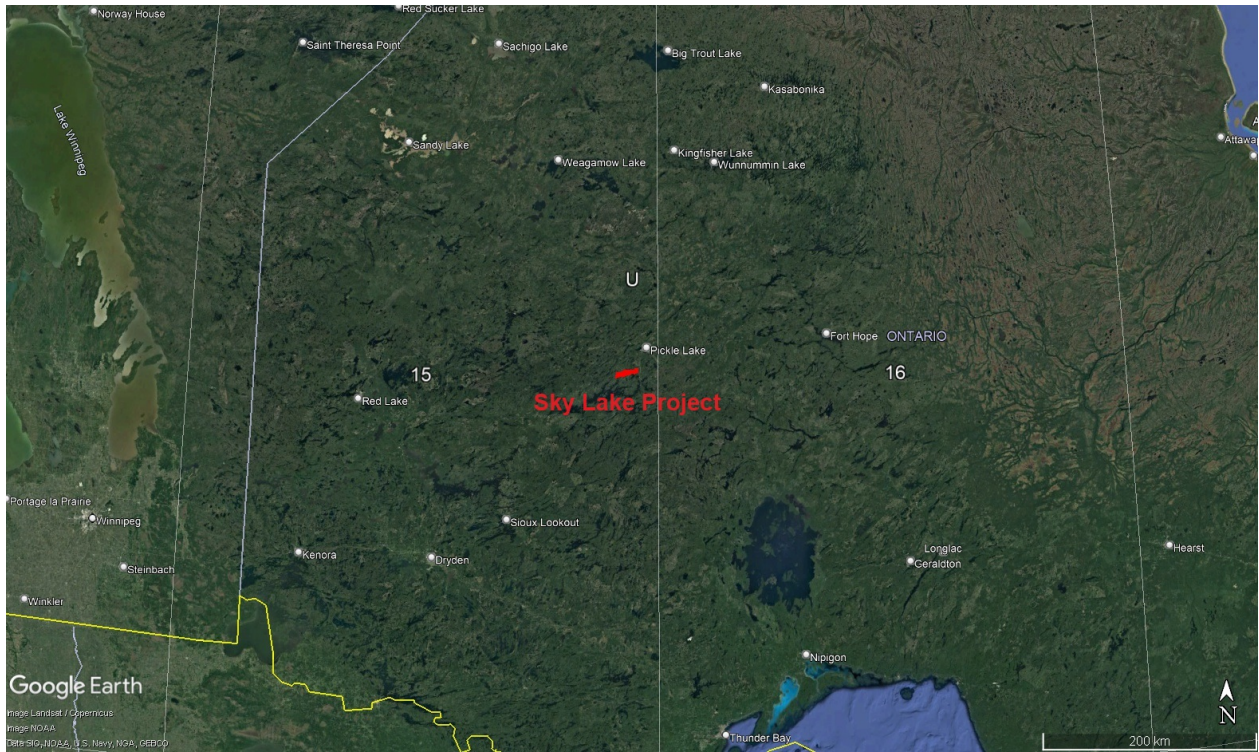 Norway House
Red Sucker Lake
Saint Theresa Point
Sachigo Lake
Big Trout Lake
Kasabonika
Lake Winnipeg
Sandy Lake
Weagamow Lake
Kingfisher Lake
Wunnummin Lake
U
Pickle Lake
Fort Hope
ONTARIO
15
16
Red Lake
Sky Lake Project
Portage la Prairie
Winnipeg
Sioux Lookout
Kenora
Dryden
Longlac
Geraldton
Hearst
Steinbach
Winkler
Nipigon
Google Earth
Image Landsat / Copernicus
Image NOAA
Data SIO, NOAA, U.S. Navy, NGA, GEBCO
Thunder Bay
N
200 km